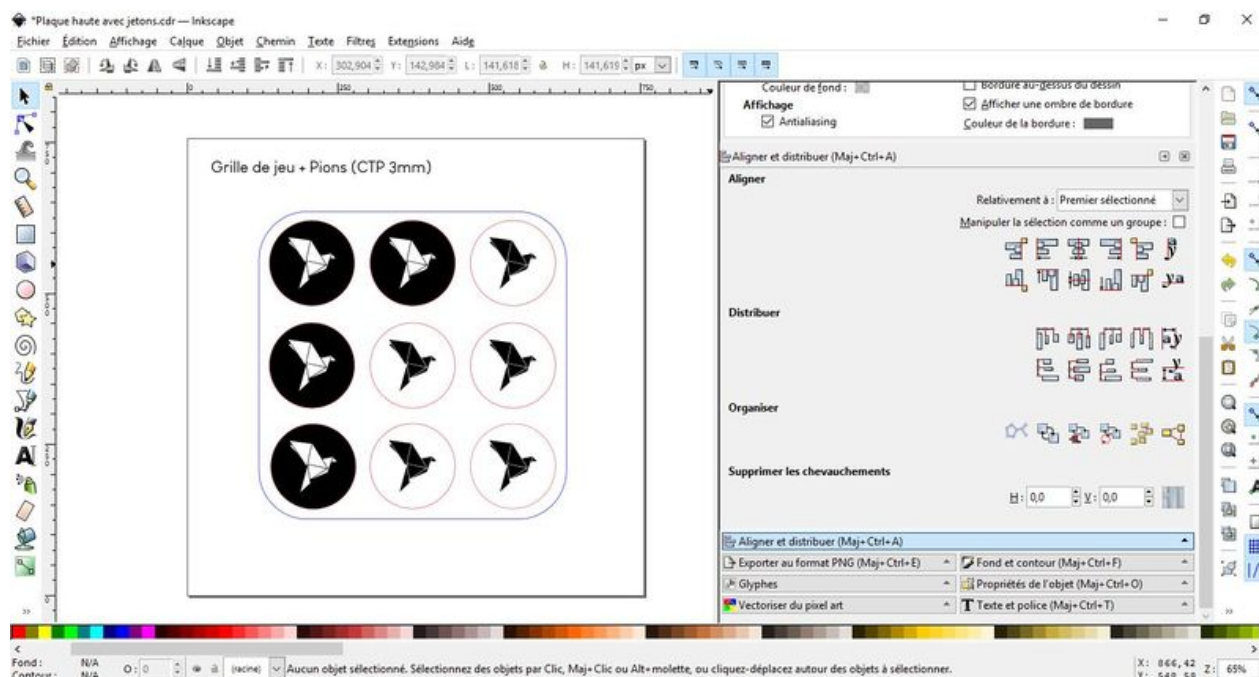 *Plaque haute avec jetons.cdr — Inkscape
Fichier Édition Affichage Calque Objet Chemin Texte Filtres Extensions Aide
X: 302,904 Y: 142,984 L: 141,618 H: 141,619 px
Couleur de fond :
Bordure au-dessus du dessin
Affichage
Afficher une ombre de bordure
Antialiasing
Couleur de la bordure :
Grille de jeu + Pions (CTP 3mm)
Aligner et distribuer (Maj+Ctrl+A)
Aligner
Relativement à : Premier sélectionné
Manipuler la sélection comme un groupe :
Distribuer
Organiser
Supprimer les chevauchements
H : 0,0 V : 0,0
Aligner et distribuer (Maj+Ctrl+A)
Exporter au format PNG (Maj+Ctrl+E)
Fond et contour (Maj+Ctrl+F)
Glyphes
Propriétés de l'objet (Maj+Ctrl+O)
Vectoriser du pixel art
Texte et police (Maj+Ctrl+T)
Fond : N/A
Contour : N/A
O : 0
(racine)
Aucun objet sélectionné. Sélectionnez des objets par Clic, Maj+Clic ou Alt+molette, ou cliquez-déplacez autour des objets à sélectionner.
X: 866,42
Z: 65%